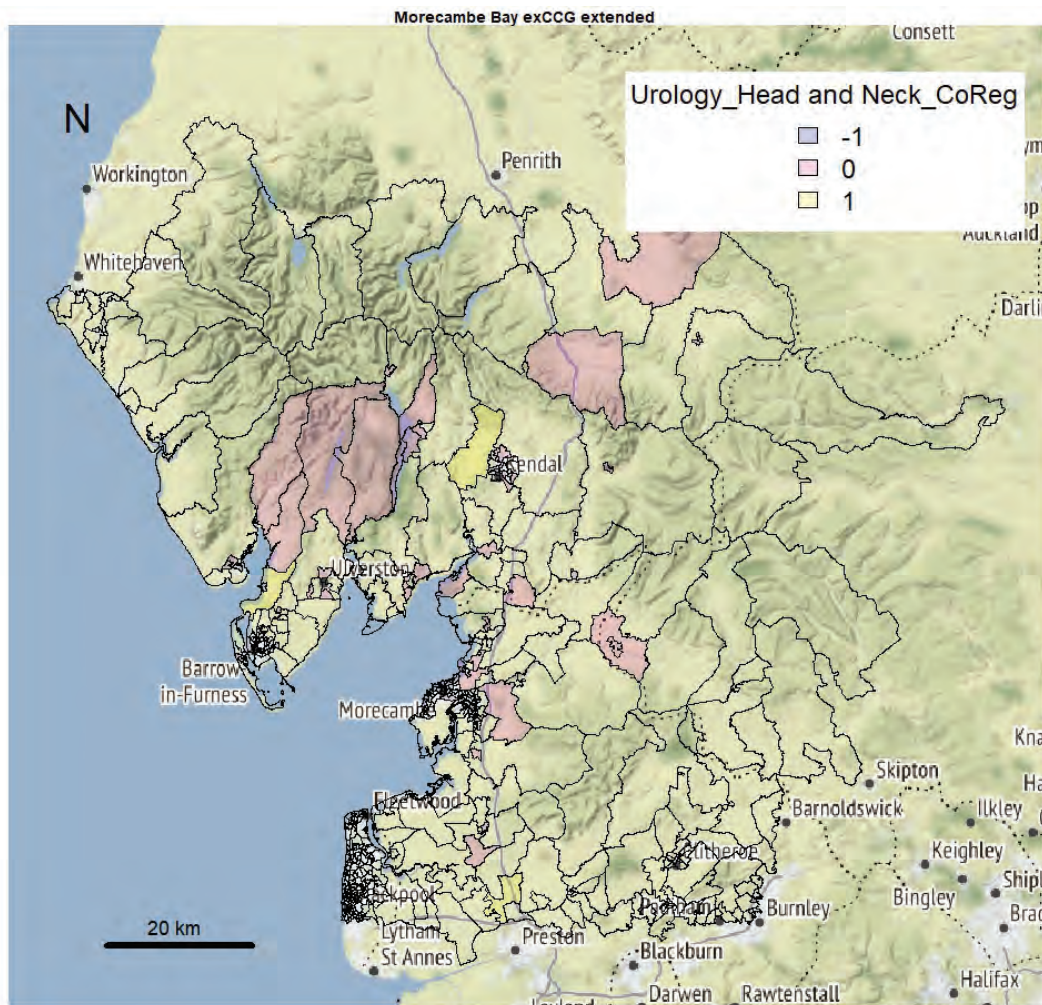 Morecambe Bay exCCG extended
Consett
Urology_Head and Neck_CoReg
N
-1
0
1
Penrith
Workington
Auckland
Whitehaven
Kendal
Ulverston
Barrow
in-Furness
Morecambe
Skipton
Fleetwood
Barnoldswick
Ilkley
Clitheroe
Keighley
Bingley
Blackpool
Padiham
Burnley
20 km
Lytham
St Annes
Preston
Blackburn
Halifax
Darwen
Rawtenstall